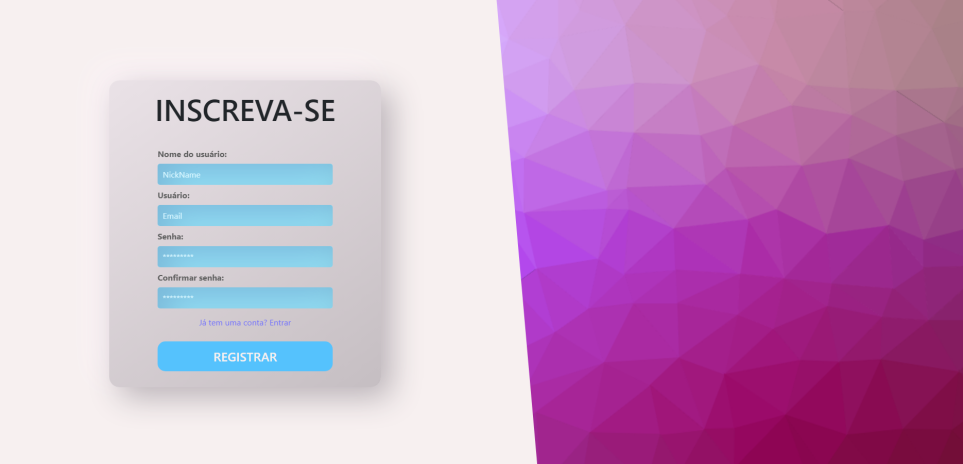 INSCREVA-SE
Nome do usuário:
NickName
Usuário:
Email
Senha:
*********
Confirmar senha:
*********
Já tem uma conta? Entrar
REGISTRAR